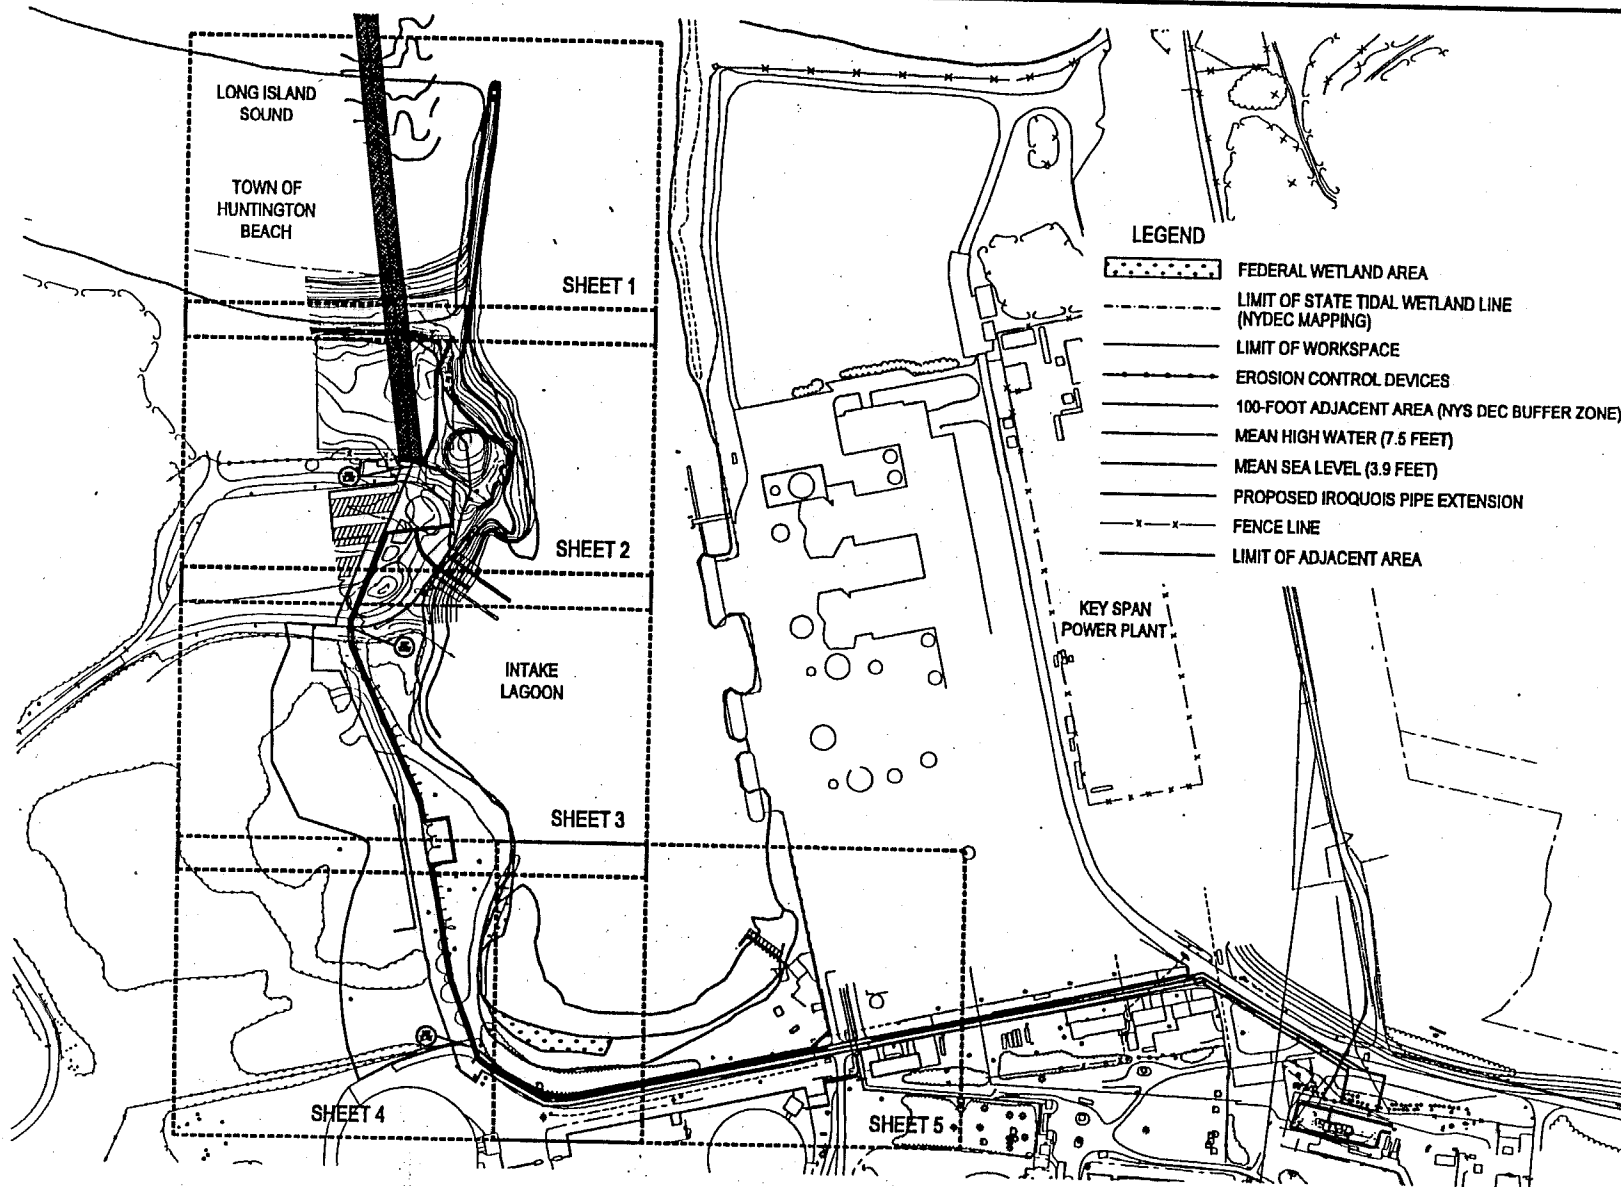 LONG ISLAND
SOUND
TOWN OF
HUNTINGTON
BEACH
SHEET 1
LEGEND
FEDERAL WETLAND AREA
LIMIT OF STATE TIDAL WETLAND LINE
(NYDEC MAPPING)
LIMIT OF WORKSPACE
EROSION CONTROL DEVICES
100-FOOT ADJACENT AREA (NYS DEC BUFFER ZONE)
MEAN HIGH WATER (7.5 FEET)
MEAN SEA LEVEL (3.9 FEET)
PROPOSED IROQUOIS PIPE EXTENSION
FENCE LINE
LIMIT OF ADJACENT AREA
SHEET 2
KEY SPAN
POWER PLANT
INTAKE
LAGOON
SHEET 3
SHEET 4
SHEET 5